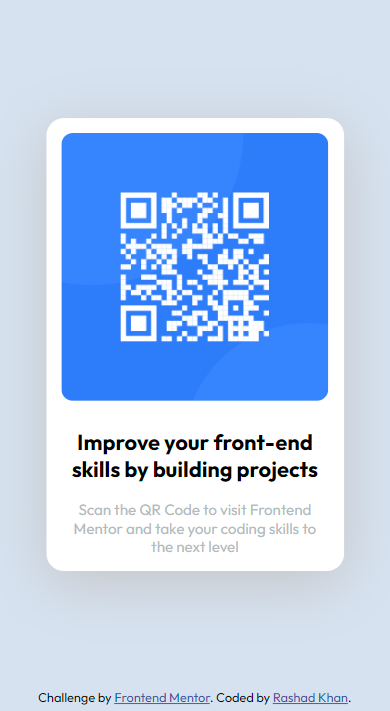 Improve your front-end
skills by building projects
Scan the QR Code to visit Frontend
Mentor and take your coding skills to
the next level
Challenge by Frontend Mentor. Coded by Rashad Khan.